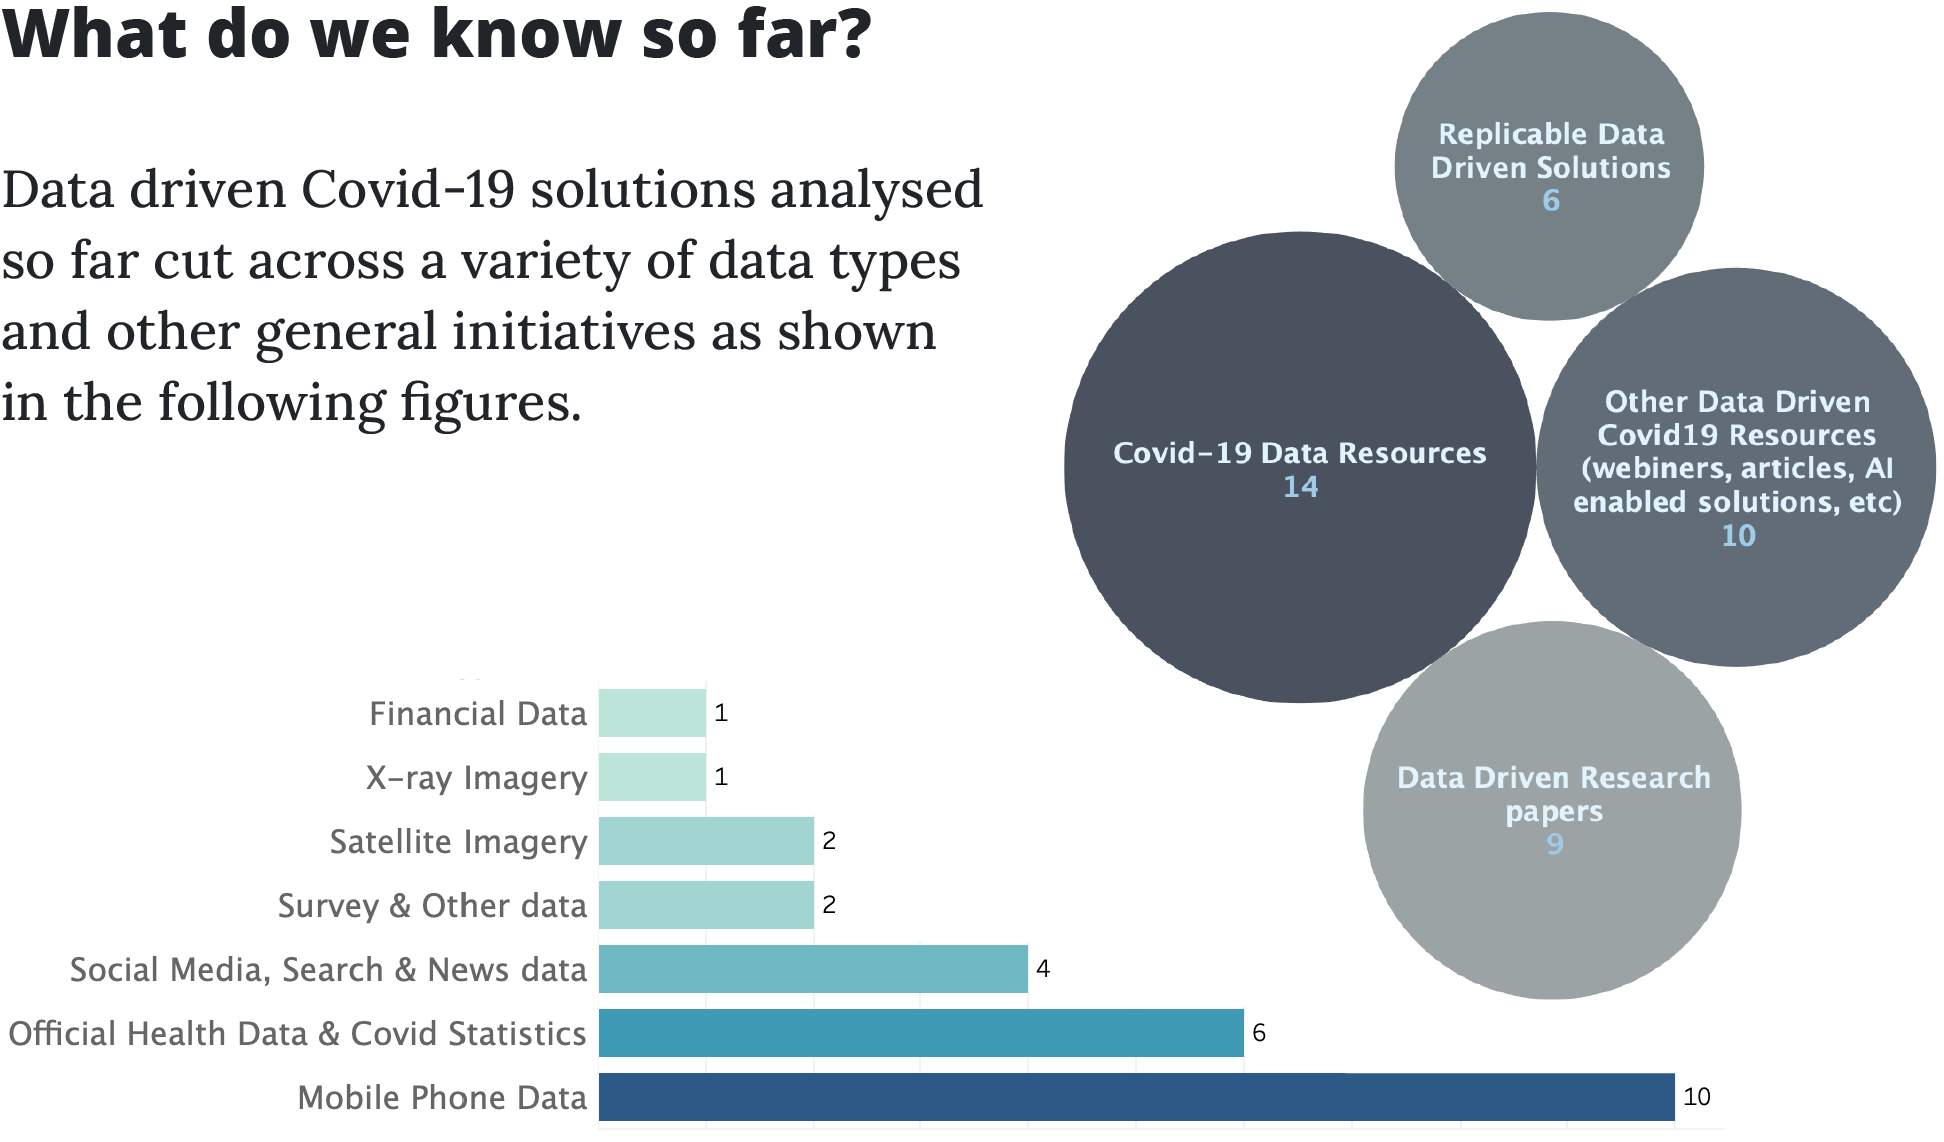 What do we know so far?
Data driven Covid-19 solutions analysed
so far cut across a variety of data types
and other general initiatives as shown
in the following figures.
Replicable Data
Driven Solutions
6
Covid-19 Data Resources
14
Other Data Driven
Covid19 Resources
(webiners, articles, AI
enabled solutions, etc)
10
Data Driven Research
papers
9
Financial Data 1
X-ray Imagery 1
Satellite Imagery 2
Survey & Other data 2
Social Media, Search & News data 4
Official Health Data & Covid Statistics 6
Mobile Phone Data 10